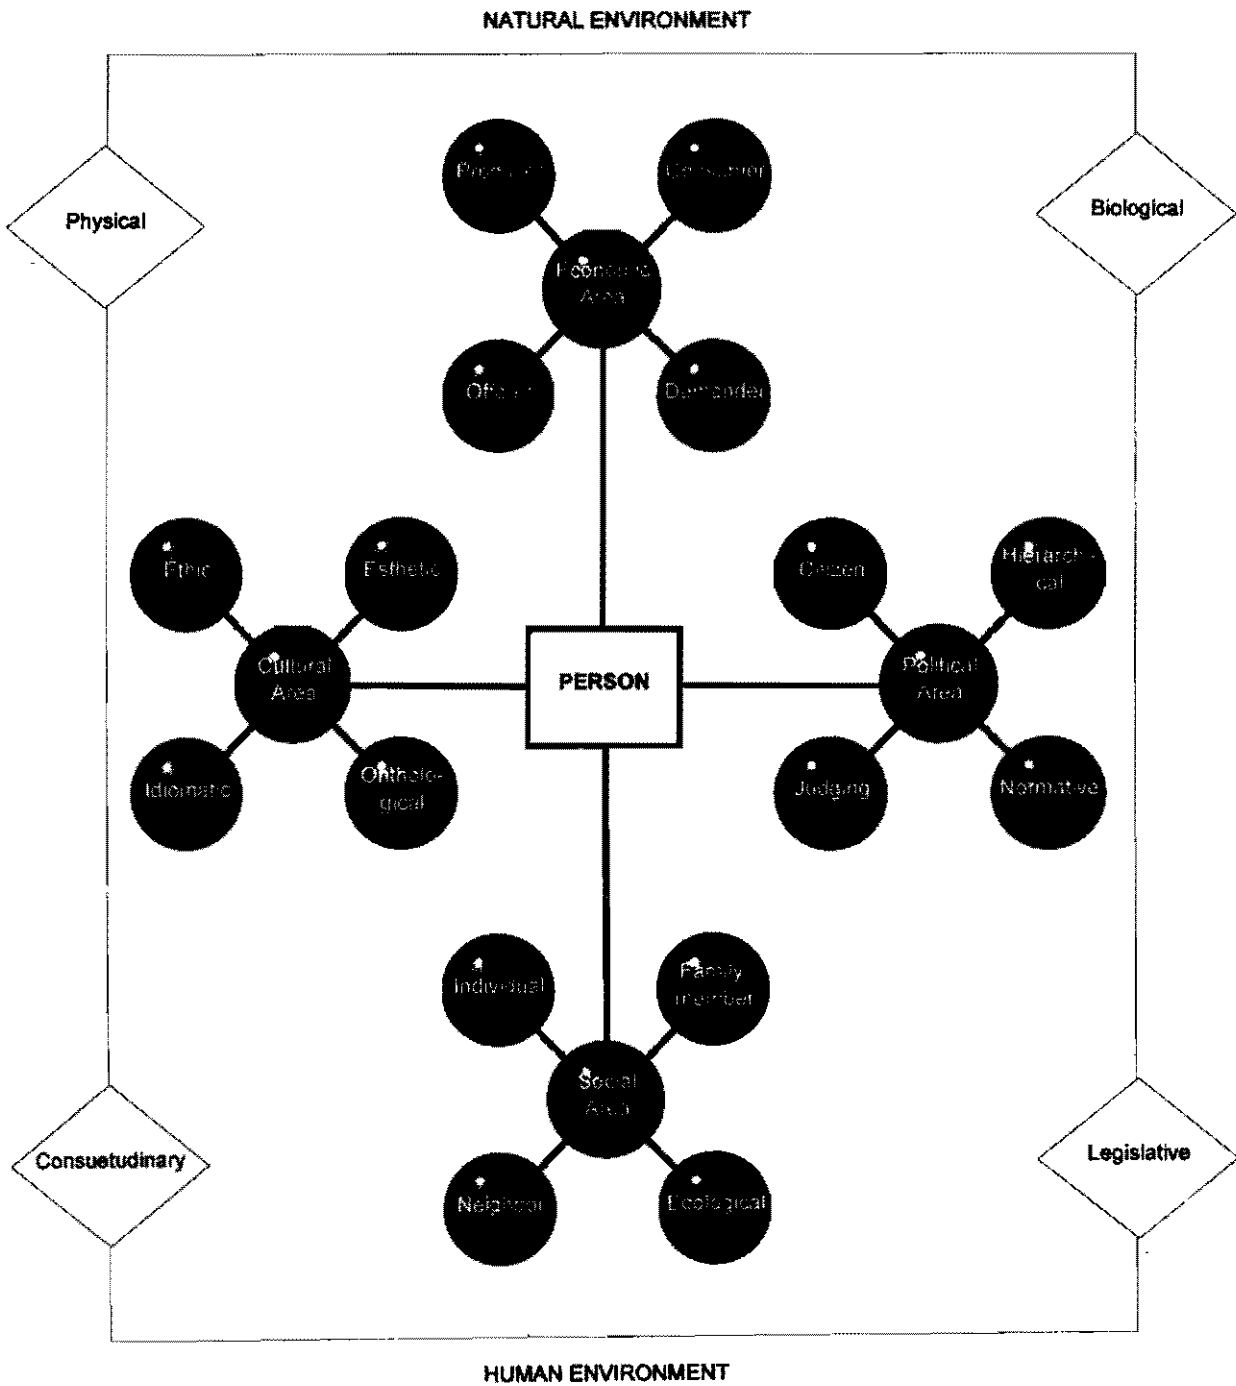 NATURAL ENVIRONMENT
Physical
Biological
Consumer
Economic
Area
Demander
Ethic
Esthetic
Cultural
Area
Idiomatic
Ontholo-
gical
PERSON
Citizen
Hierarchi-
cal
Political
Area
Judging
Normative
Individual
Family
member
Social
Area
Neighbor
Ecological
Consuetudinary
Legislative
HUMAN ENVIRONMENT